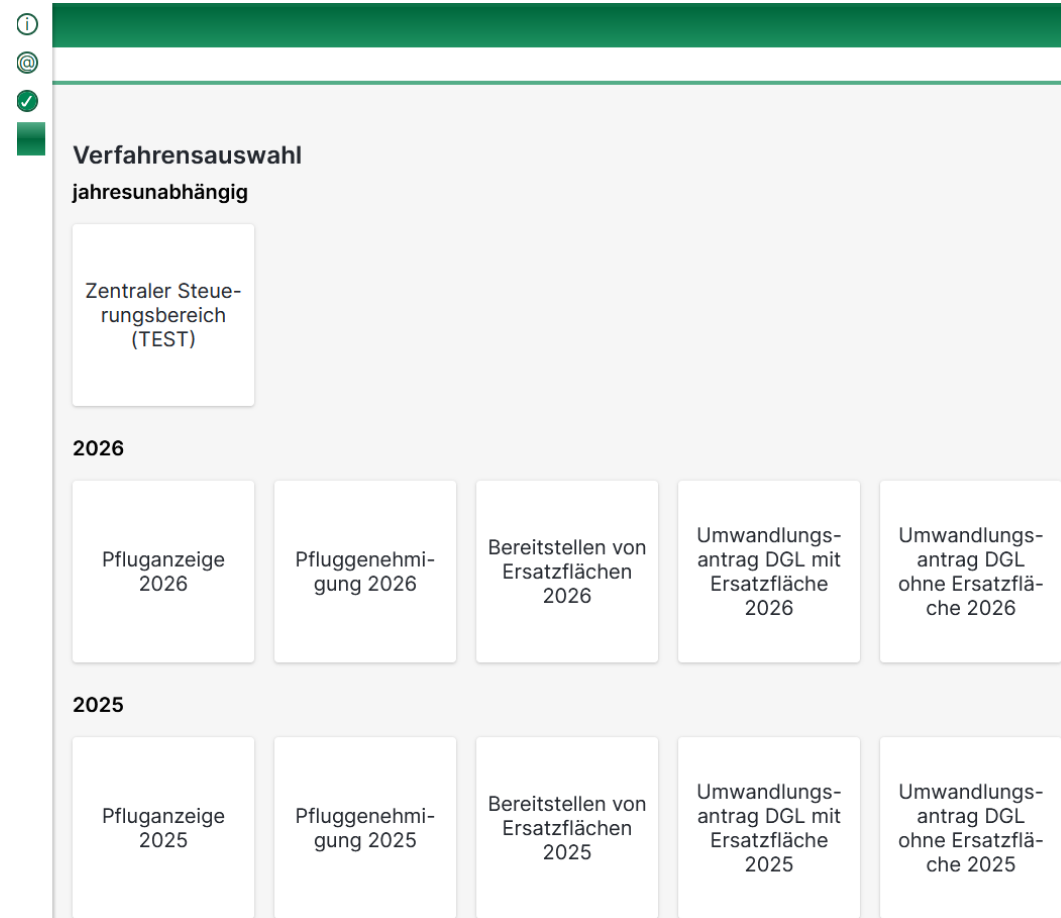 Verfahrensauswahl
jahresunabhängig
Zentraler Steue-
rungsbereich
(TEST)
2026
Pfluganzeige
2026
Pfluggenehmi-
gung 2026
Bereitstellen von
Ersatzflächen
2026
Umwandlungs-
antrag DGL mit
Ersatzfläche
2026
Umwandlungs-
antrag DGL
ohne Ersatzflä-
che 2026
2025
Pfluganzeige
2025
Pfluggenehmi-
gung 2025
Bereitstellen von
Ersatzflächen
2025
Umwandlungs-
antrag DGL mit
Ersatzfläche
2025
Umwandlungs-
antrag DGL
ohne Ersatzflä-
che 2025